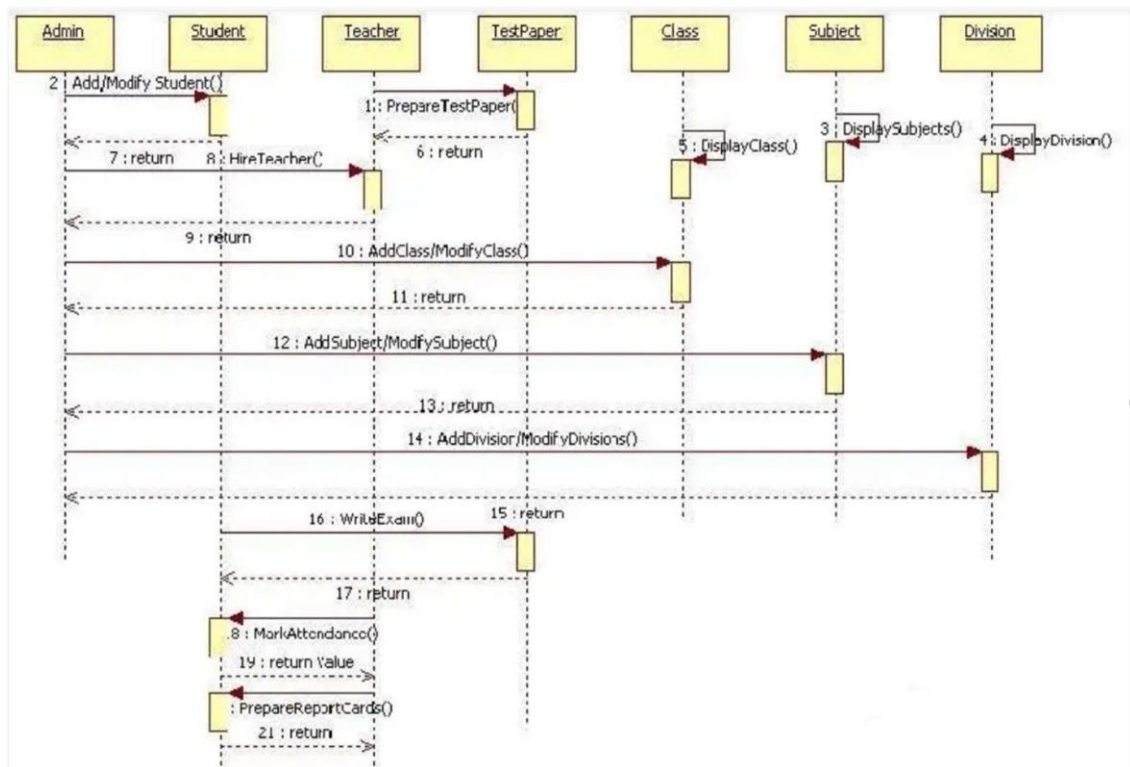 Admin
Student
Teacher
TestPaper
Class
Subject
Division
2 : Add/Modify Student()
1 : PrepareTestPaper(
3 : DisplaySubjects()
4 : DisplayDivision()
5 : DisplayClass()
6 : return
7 : return
8 : HireTeacher()
9 : return
10 : AddClass/ModifyClass()
11 : return
12 : AddSubject/ModifySubject()
13 : return
14 : AddDivision/ModifyDivisions()
15 : return
16 : WriteExam()
17 : return
8 : MarkAttendance()
19 : return Value
: PrepareReportCards()
21 : return